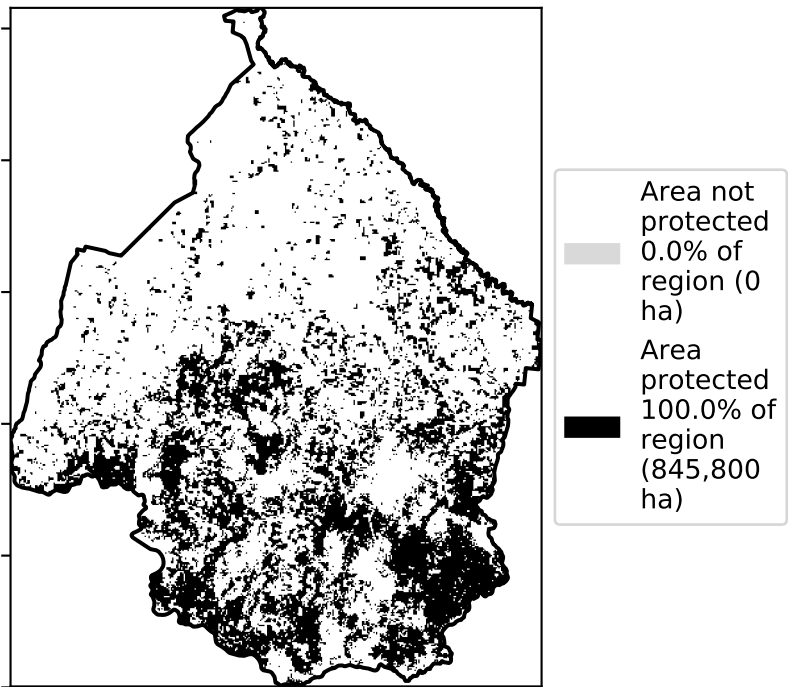 Area not
protected
0.0% of
region (0
ha)
Area
protected
100.0% of
region
(845,800
ha)